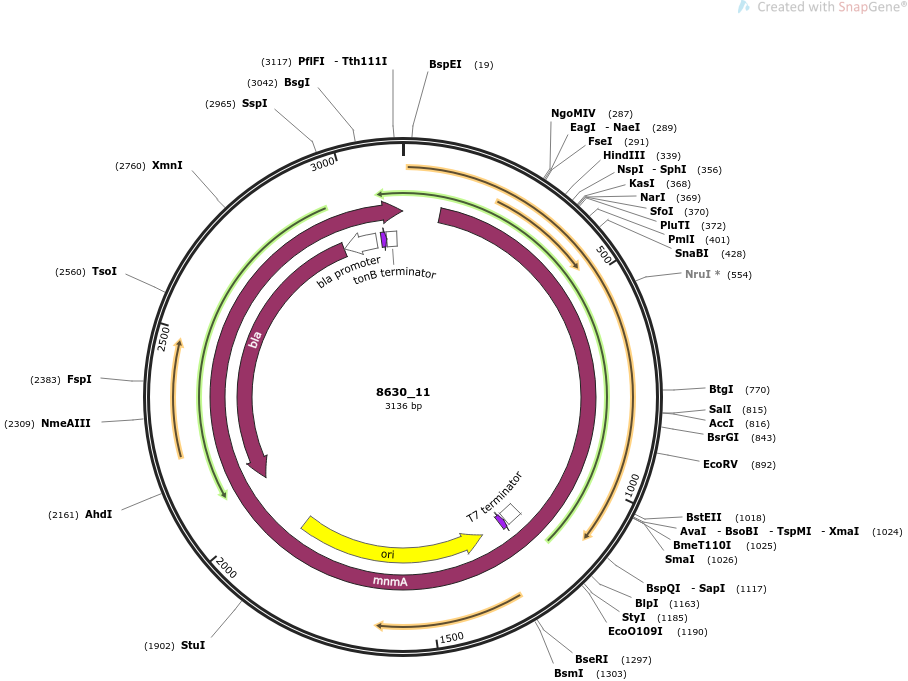 Created with SnapGene®
(3117) PflFI - Tth111I
BspEI (19)
(3042) BsgI
(2965) SspI
NgoMIV (287)
EagI - NaeI (289)
FseI (291)
HindIII (339)
NspI - SphI (356)
KasI (368)
NarI (369)
SfoI (370)
PluTI (372)
PmlI (401)
SnaBI (428)
NruI * (554)
(2760) XmnI
(2560) TsoI
(2383) FspI
(2309) NmeAIII
(2161) AhdI
(1902) StuI
BtgI (770)
SalI (815)
AccI (816)
BsrGI (843)
EcoRV (892)
BstEII (1018)
AvaI - BsoBI - TspMI - XmaI (1024)
BmeT110I (1025)
SmaI (1026)
BspQI - SapI (1117)
BlpI (1163)
StyI (1185)
EcoO109I (1190)
BseRI (1297)
BsmI (1303)
3000
500
2500
1000
2000
1500
bla promoter
tonB terminator
bla
8630_11
3136 bp
T7 terminator
ori
mnmA